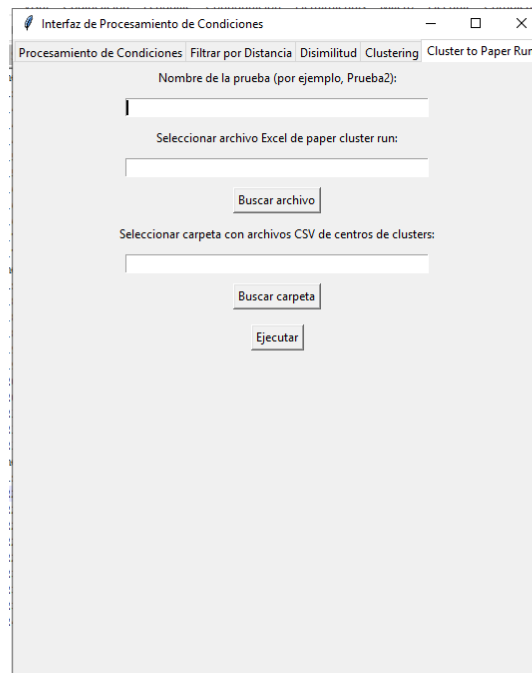 Interfaz de Procesamiento de Condiciones
Procesamiento de Condiciones Filtrar por Distancia Disimilitud Clustering Cluster to Paper Run
Nombre de la prueba (por ejemplo, Prueba2):
Seleccionar archivo Excel de paper cluster run:
Buscar archivo
Seleccionar carpeta con archivos CSV de centros de clusters:
Buscar carpeta
Ejecutar